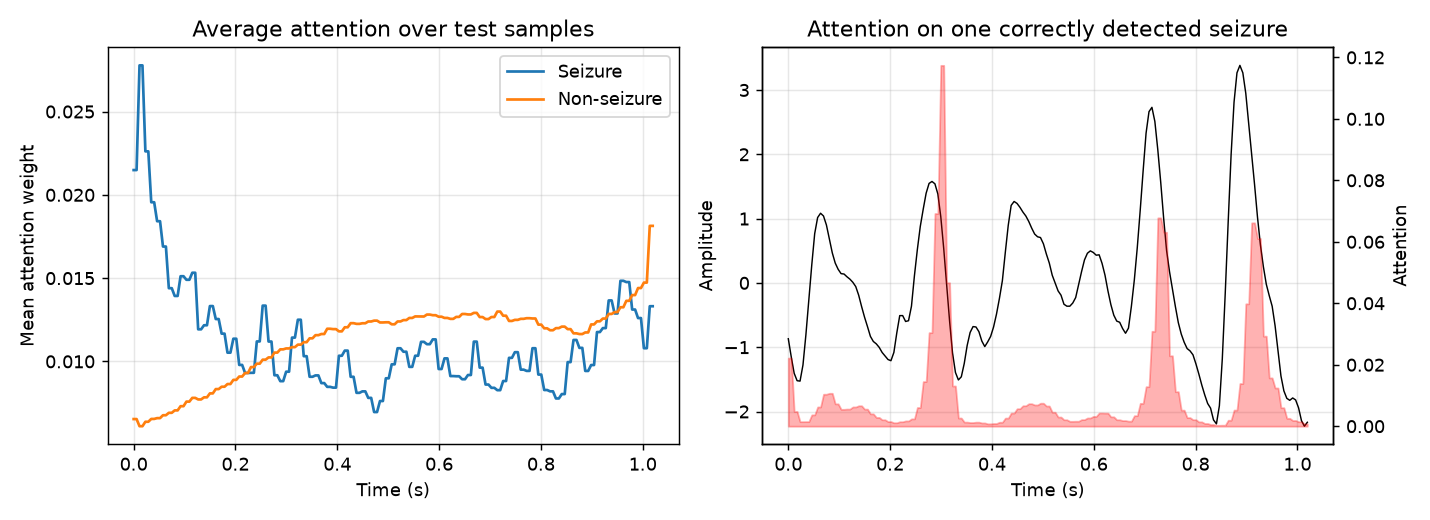 Average attention over test samples
Mean attention weight
0.025
0.020
0.015
0.010
Seizure
Non-seizure
0.0 0.2 0.4 0.6 0.8 1.0
Time (s)
Attention on one correctly detected seizure
Amplitude
3
2
1
0
−1
−2
0.12
0.10
0.08
0.06
0.04
0.02
0.00
Attention
0.0 0.2 0.4 0.6 0.8 1.0
Time (s)